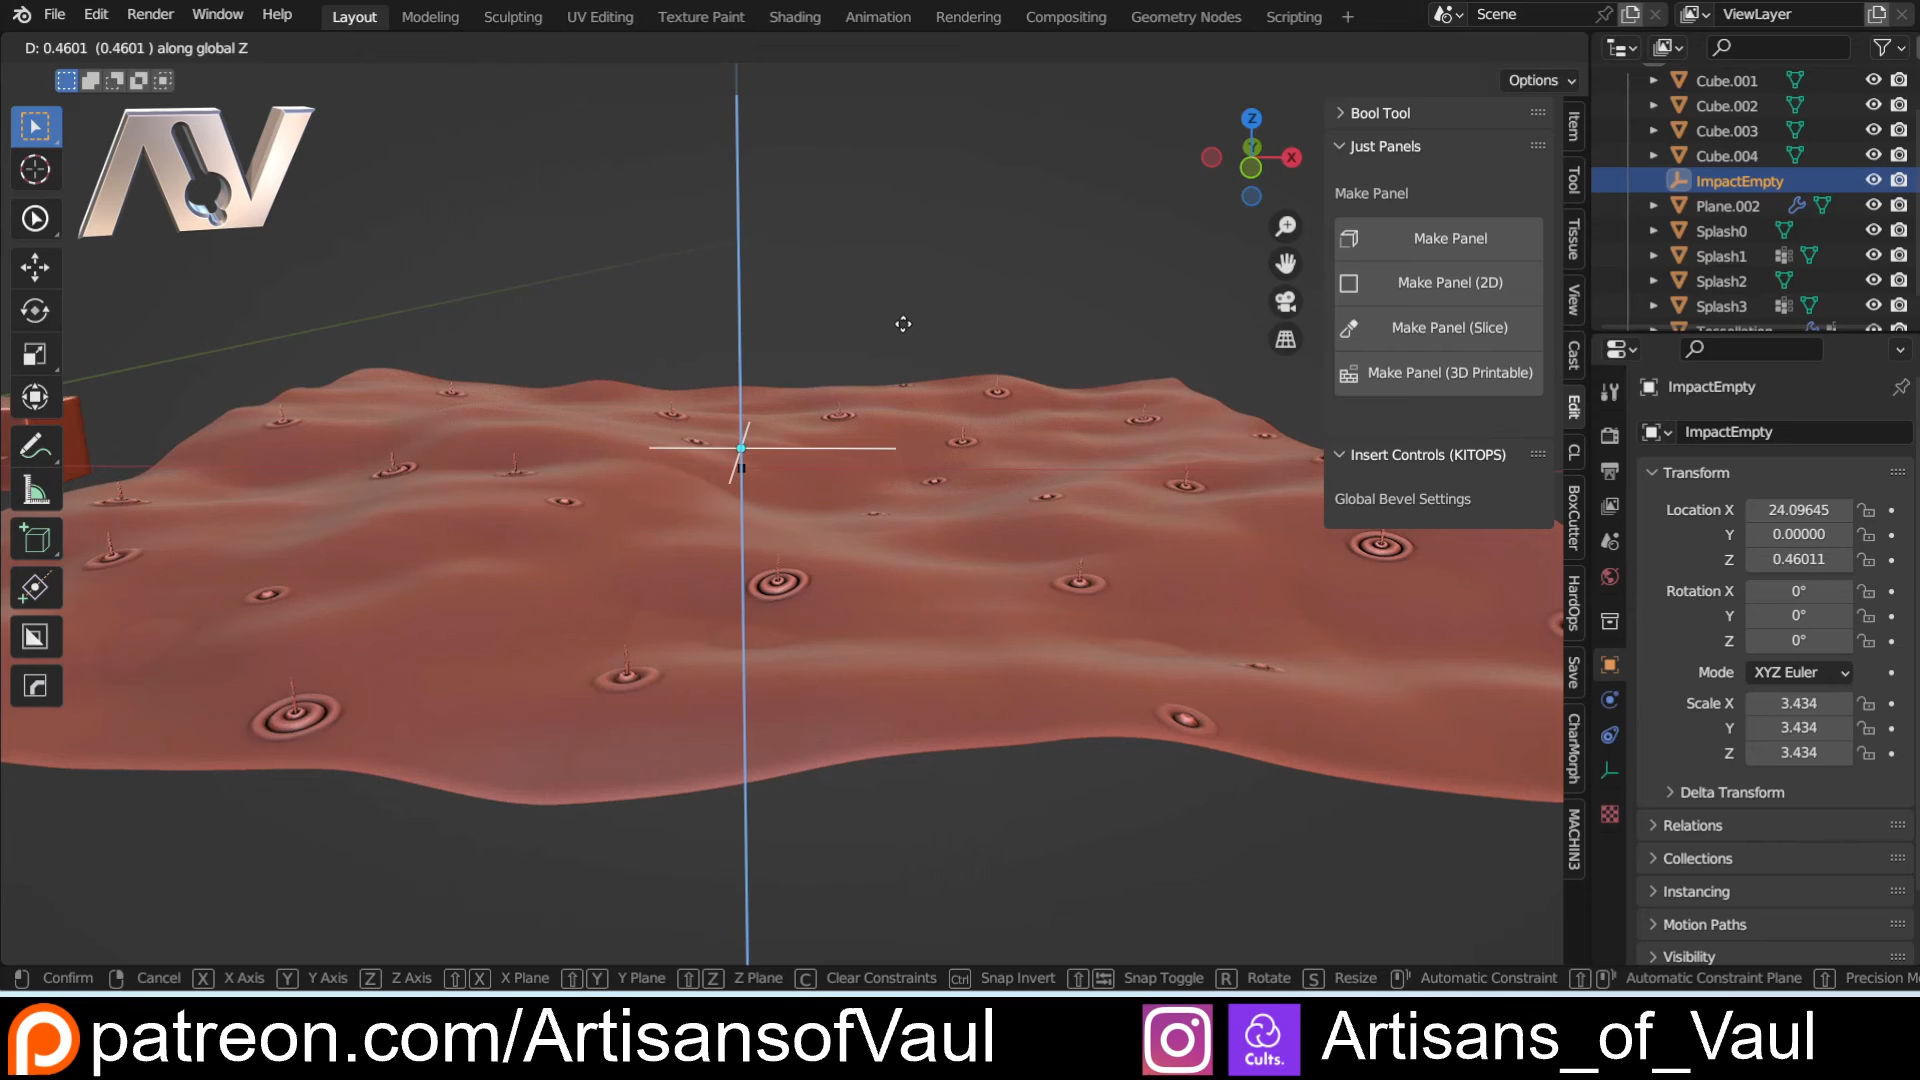 File Edit Render Window Help Layout Modeling Sculpting UV Editing Texture Paint Shading Animation Rendering Compositing Geometry Nodes Scripting + Scene ViewLayer
D: 0.4601 (0.4601 ) along global Z
Options
AV
Z
Y
X
Bool Tool
Just Panels
Make Panel
Make Panel
Make Panel (2D)
Make Panel (Slice)
Make Panel (3D Printable)
Insert Controls (KITOPS)
Global Bevel Settings
Item
Tool
Tissue
View
Cast
Edit
CL
BoxCutter
HardOps
Save
CharMorph
MACHIN3
Cube.001
Cube.002
Cube.003
Cube.004
ImpactEmpty
Plane.002
Splash0
Splash1
Splash2
Splash3
ImpactEmpty
ImpactEmpty
Transform
Location X 24.09645
Y 0.00000
Z 0.46011
Rotation X 0°
Y 0°
Z 0°
Mode XYZ Euler
Scale X 3.434
Y 3.434
Z 3.434
Delta Transform
Relations
Collections
Instancing
Motion Paths
Visibility
Confirm Cancel X X Axis Y Y Axis Z Z Axis X X Plane Y Y Plane Z Z Plane C Clear Constraints Ctrl Snap Invert Snap Toggle R Rotate S Resize Automatic Constraint Automatic Constraint Plane Precision M
patreon.com/ArtisansofVaul Cults. Artisans_of_Vaul